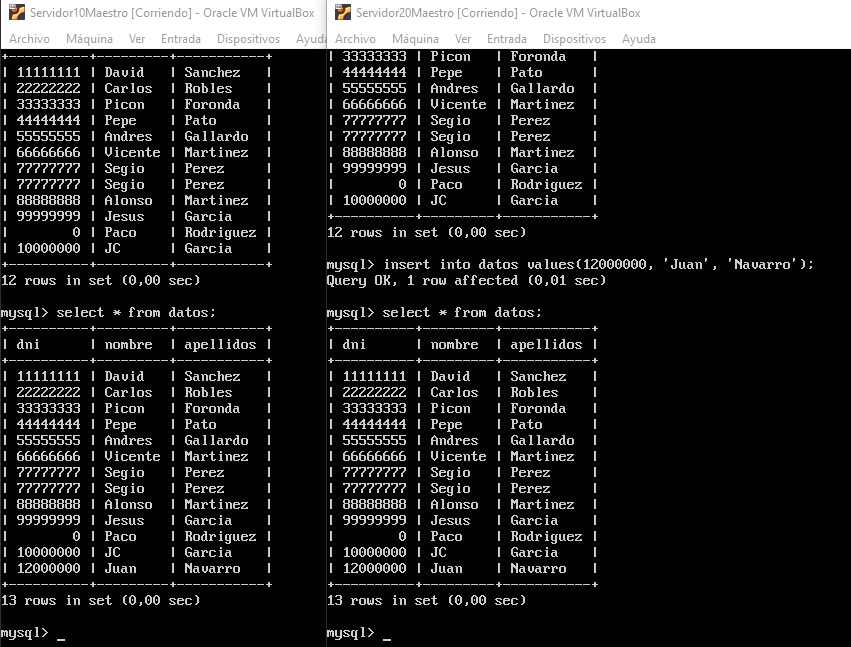 Servidor10Maestro [Corriendo] - Oracle VM VirtualBox
Archivo Máquina Ver Entrada Dispositivos Ayuda
+----------+---------+-----------+
| 11111111 | David   | Sanchez   |
| 22222222 | Carlos  | Robles    |
| 33333333 | Picon   | Foronda   |
| 44444444 | Pepe    | Pato      |
| 55555555 | Andres  | Gallardo  |
| 66666666 | Vicente | Martinez  |
| 77777777 | Segio   | Perez     |
| 77777777 | Segio   | Perez     |
| 88888888 | Alonso  | Martinez  |
| 99999999 | Jesus   | Garcia    |
|        0 | Paco    | Rodriguez |
| 10000000 | JC      | Garcia    |
+----------+---------+-----------+
12 rows in set (0,00 sec)
mysql> select * from datos;
+----------+---------+-----------+
| dni      | nombre  | apellidos |
+----------+---------+-----------+
| 11111111 | David   | Sanchez   |
| 22222222 | Carlos  | Robles    |
| 33333333 | Picon   | Foronda   |
| 44444444 | Pepe    | Pato      |
| 55555555 | Andres  | Gallardo  |
| 66666666 | Vicente | Martinez  |
| 77777777 | Segio   | Perez     |
| 77777777 | Segio   | Perez     |
| 88888888 | Alonso  | Martinez  |
| 99999999 | Jesus   | Garcia    |
|        0 | Paco    | Rodriguez |
| 10000000 | JC      | Garcia    |
| 12000000 | Juan    | Navarro   |
+----------+---------+-----------+
13 rows in set (0,00 sec)
mysql> _
Servidor20Maestro [Corriendo] - Oracle VM VirtualBox
Archivo Máquina Ver Entrada Dispositivos Ayuda
| 33333333 | Picon   | Foronda   |
| 44444444 | Pepe    | Pato      |
| 55555555 | Andres  | Gallardo  |
| 66666666 | Vicente | Martinez  |
| 77777777 | Segio   | Perez     |
| 77777777 | Segio   | Perez     |
| 88888888 | Alonso  | Martinez  |
| 99999999 | Jesus   | Garcia    |
|        0 | Paco    | Rodriguez |
| 10000000 | JC      | Garcia    |
+----------+---------+-----------+
12 rows in set (0,00 sec)
mysql> insert into datos values(12000000, 'Juan', 'Navarro');
Query OK, 1 row affected (0,01 sec)
mysql> select * from datos;
+----------+---------+-----------+
| dni      | nombre  | apellidos |
+----------+---------+-----------+
| 11111111 | David   | Sanchez   |
| 22222222 | Carlos  | Robles    |
| 33333333 | Picon   | Foronda   |
| 44444444 | Pepe    | Pato      |
| 55555555 | Andres  | Gallardo  |
| 66666666 | Vicente | Martinez  |
| 77777777 | Segio   | Perez     |
| 77777777 | Segio   | Perez     |
| 88888888 | Alonso  | Martinez  |
| 99999999 | Jesus   | Garcia    |
|        0 | Paco    | Rodriguez |
| 10000000 | JC      | Garcia    |
| 12000000 | Juan    | Navarro   |
+----------+---------+-----------+
13 rows in set (0,00 sec)
mysql> _